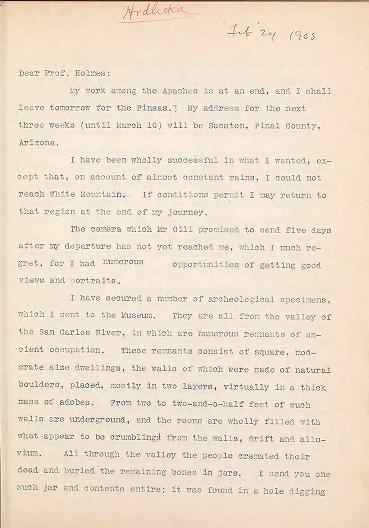 Hrdlicka
Feb 24 1905
Dear Prof. Holmes:
My work among the Apaches is at an end, and I shall
leave tomorrow for the Pimas.] My address for the next
three weeks (until March 10) will be Sacaton, Pinal County,
Arizona.
I have been wholly successful in what I wanted, ex-
cept that, on account of almost constant rains, I could not
reach White Mountain. If conditions permit I may return to
that region at the end of my journey.
The camera which Mr Gill promised to send five days
after my departure has not yet reached me, which I much re-
gret, for I had numerous opportunities of getting good
views and portraits.
I have secured a number of archeological specimens,
which I sent to the Museum. They are all from the valley of
the San Carlos River, in which are numerous remnants of an-
cient occupation. These remnants consist of square, mod-
erate size dwellings, the walls of which were made of natural
boulders, placed, mostly in two layers, virtually in a thick
mass of adobes. From two to two-and-a-half feet of such
walls are underground, and the rooms are wholly filled with
what appear to be crumblings from the walls, drift and allu-
vium. All through the valley the people cremated their
dead and buried the remaining bones in jars. I send you one
such jar and contents entire; it was found in a hole digging